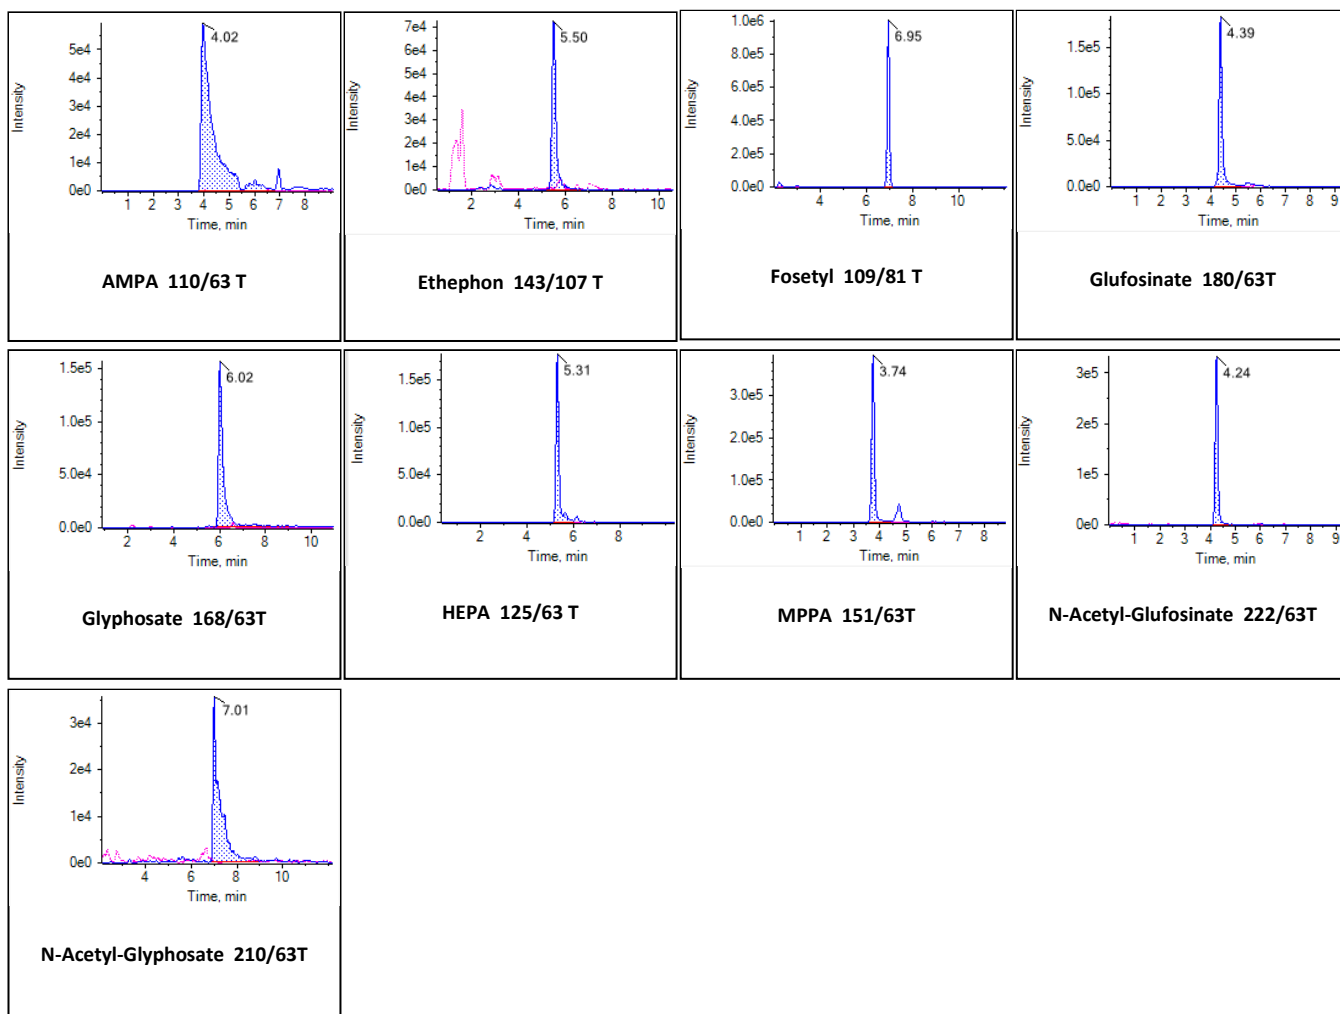 Intensity
5e4
4e4
3e4
2e4
1e4
0e0
4.02
1 2 3 4 5 6 7 8
Time, min
AMPA 110/63 T
Intensity
7e4
6e4
5e4
4e4
3e4
2e4
1e4
0e0
5.50
2 4 6 8 10
Time, min
Ethephon 143/107 T
Intensity
1.0e6
8.0e5
6.0e5
4.0e5
2.0e5
0.0e0
6.95
4 6 8 10
Time, min
Fosetyl 109/81 T
Intensity
1.5e5
1.0e5
5.0e4
0.0e0
4.39
1 2 3 4 5 6 7 8 9
Time, min
Glufosinate 180/63T
Intensity
1.5e5
1.0e5
5.0e4
0.0e0
6.02
2 4 6 8 10
Time, min
Glyphosate 168/63T
Intensity
1.5e5
1.0e5
5.0e4
0.0e0
5.31
2 4 6 8
Time, min
HEPA 125/63 T
Intensity
3.0e5
2.0e5
1.0e5
0.0e0
3.74
1 2 3 4 5 6 7 8
Time, min
MPPA 151/63T
Intensity
3e5
2e5
1e5
0e0
4.24
1 2 3 4 5 6 7 8 9
Time, min
N-Acetyl-Glufosinate 222/63T
Intensity
3e4
2e4
1e4
0e0
7.01
4 6 8 10
Time, min
N-Acetyl-Glyphosate 210/63T